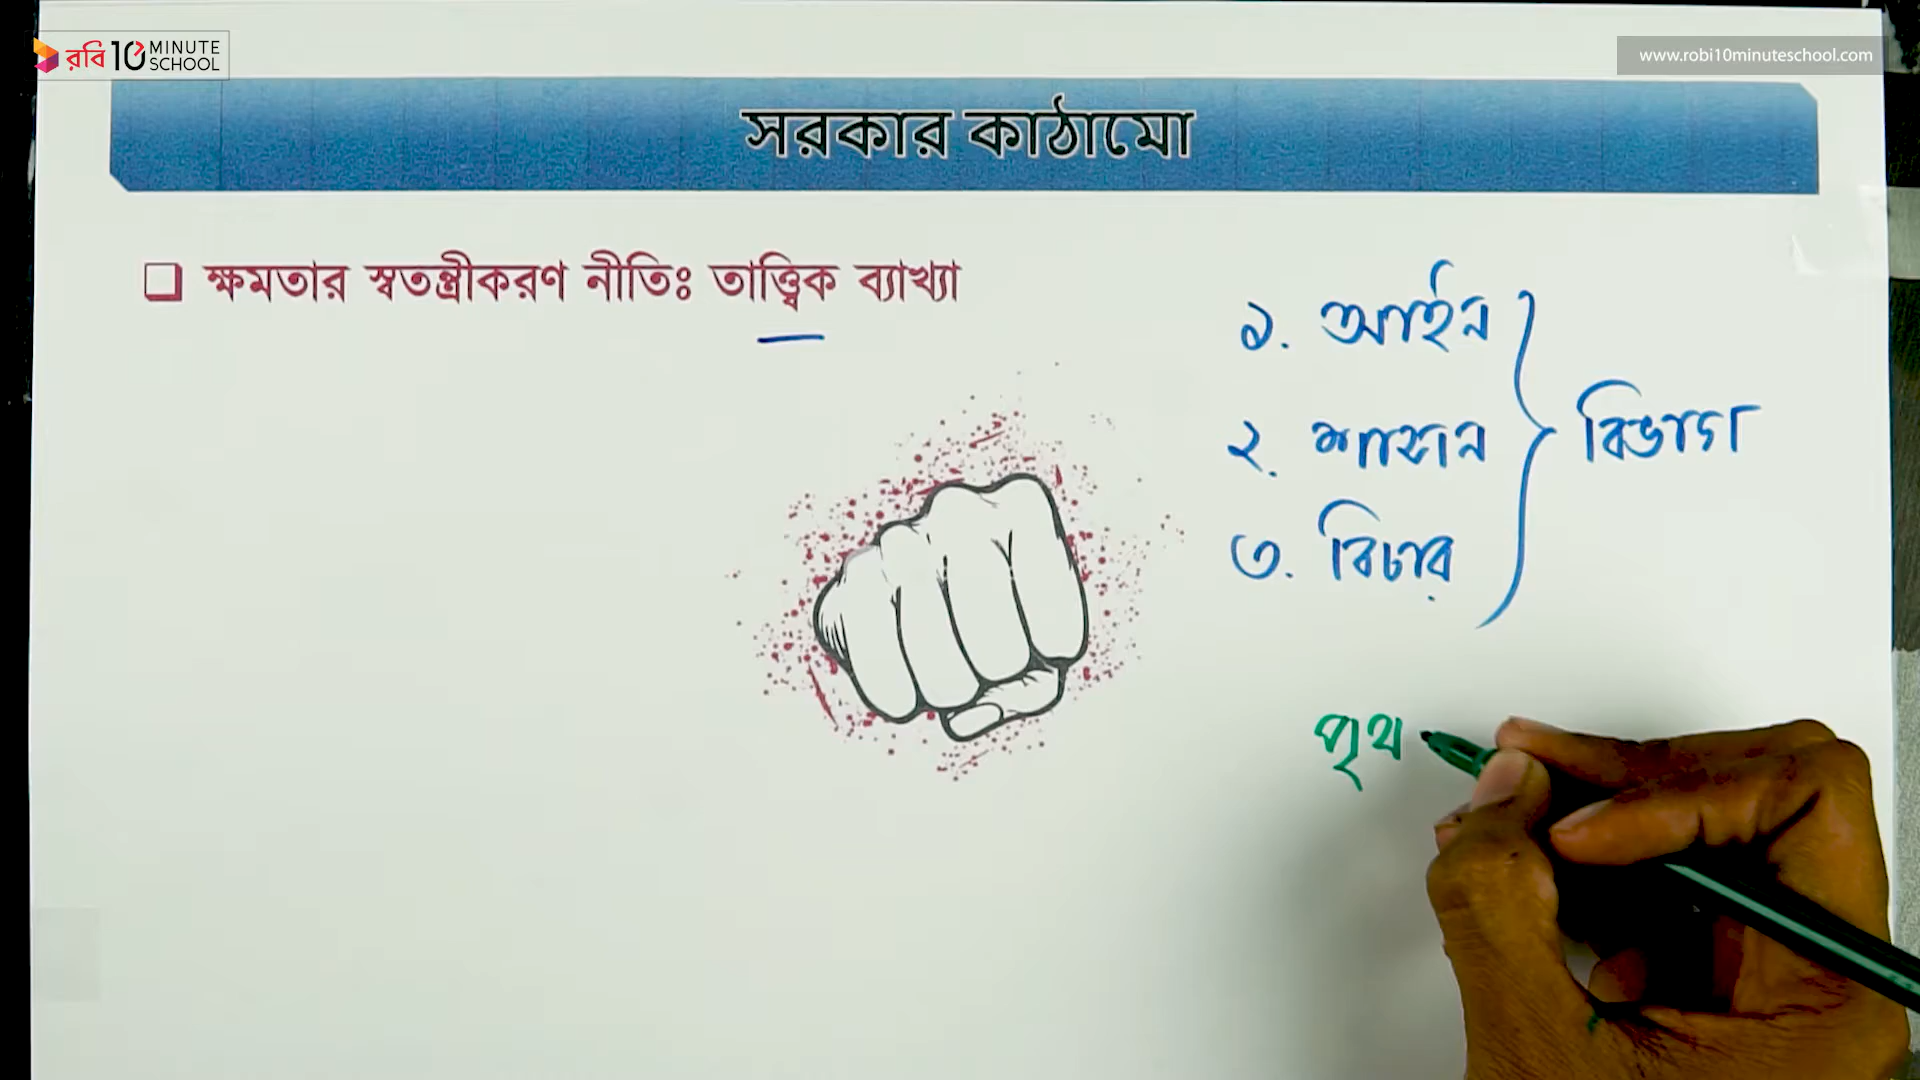 রবি 10 MINUTE SCHOOL
www.robi10minuteschool.com
সরকার কাঠামো
❑ ক্ষমতার স্বতন্ত্রীকরণ নীতিঃ তাত্ত্বিক ব্যাখ্যা
১. আইন
২. শাসন
৩. বিচার
বিভাগ
পৃথ